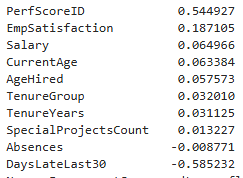 PerfScoreID 0.544927
EmpSatisfaction 0.187105
Salary 0.064966
CurrentAge 0.063384
AgeHired 0.057573
TenureGroup 0.032010
TenureYears 0.031125
SpecialProjectsCount 0.013227
Absences -0.008771
DaysLateLast30 -0.585232